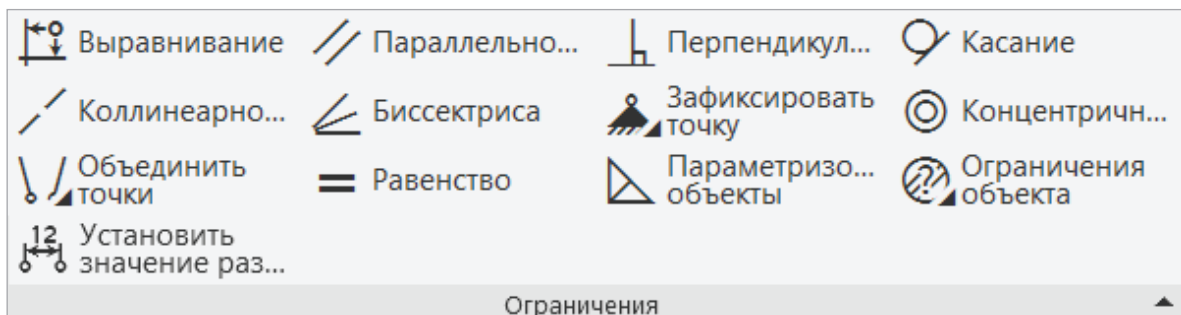 Выравнивание
Параллельно...
Перпендикул...
Касание
Коллинеарно...
Биссектриса
Зафиксировать
точку
Концентричн...
Объединить
точки
Равенство
Параметризо...
объекты
?
Ограничения
объекта
12
Установить
значение раз...
Ограничения